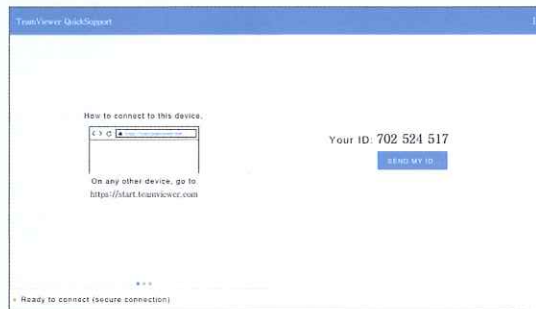 TeamViewer QuickSupport
How to connect to this device.
On any other device, go to
https://start.teamviewer.com
Your ID: 702 524 517
SEND MY ID
Ready to connect (secure connection)